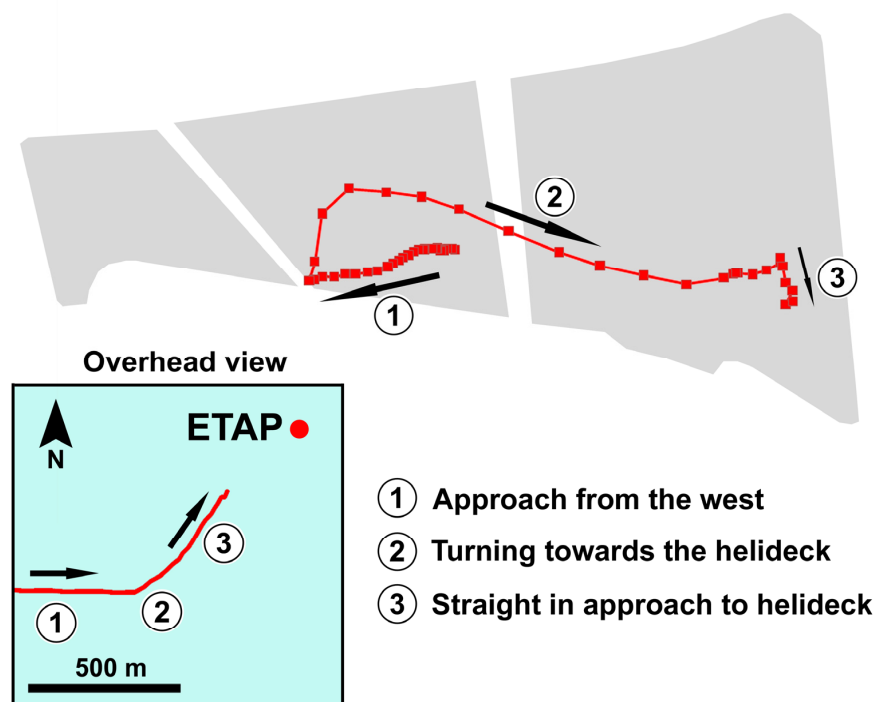 2
3
1
Overhead view
ETAP
N
3
2
1
500 m
1 Approach from the west
2 Turning towards the helideck
3 Straight in approach to helideck